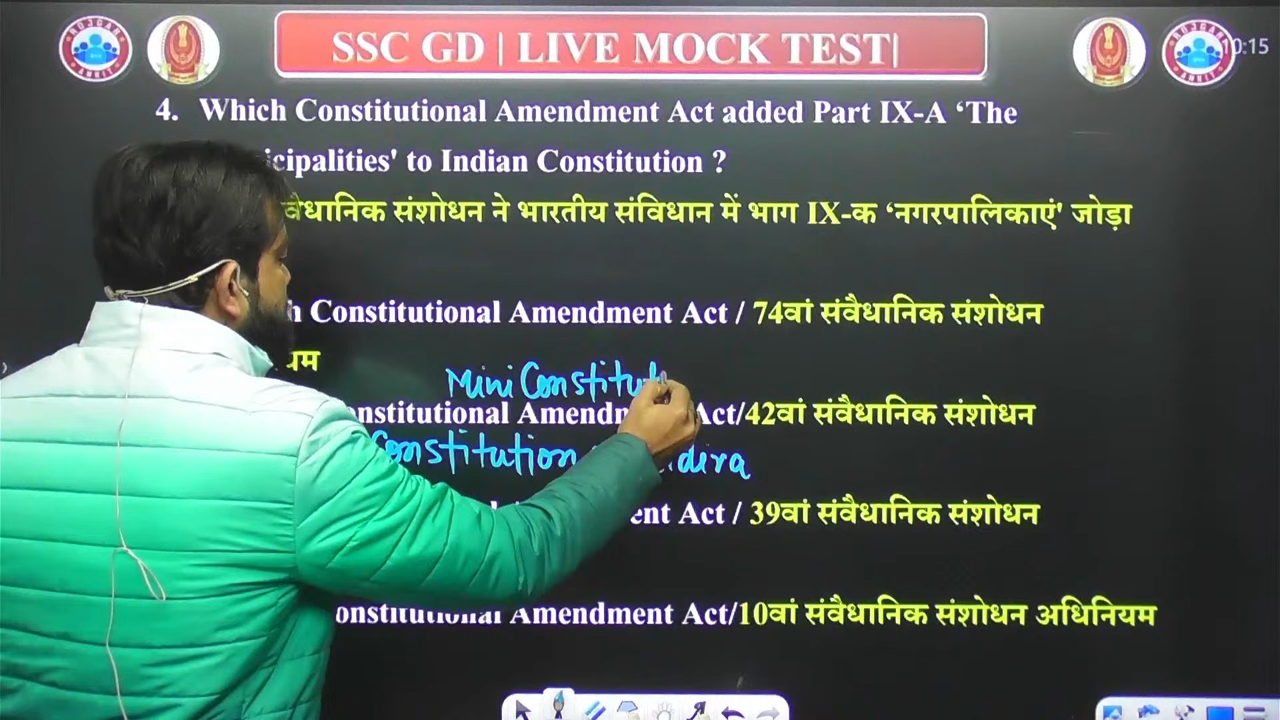 SSC GD | LIVE MOCK TEST|
10:15
4. Which Constitutional Amendment Act added Part IX-A ‘The
icipalities' to Indian Constitution ?
वैधानिक संशोधन ने भारतीय संविधान में भाग IX-क ‘नगरपालिकाएं' जोड़ा
h Constitutional Amendment Act / 74वां संवैधानिक संशोधन
यम
Mini Constitut
nstitutional Amendn Act/42वां संवैधानिक संशोधन
Constitution dira
ent Act / 39वां संवैधानिक संशोधन
onstitutional Amendment Act/10वां संवैधानिक संशोधन अधिनियम